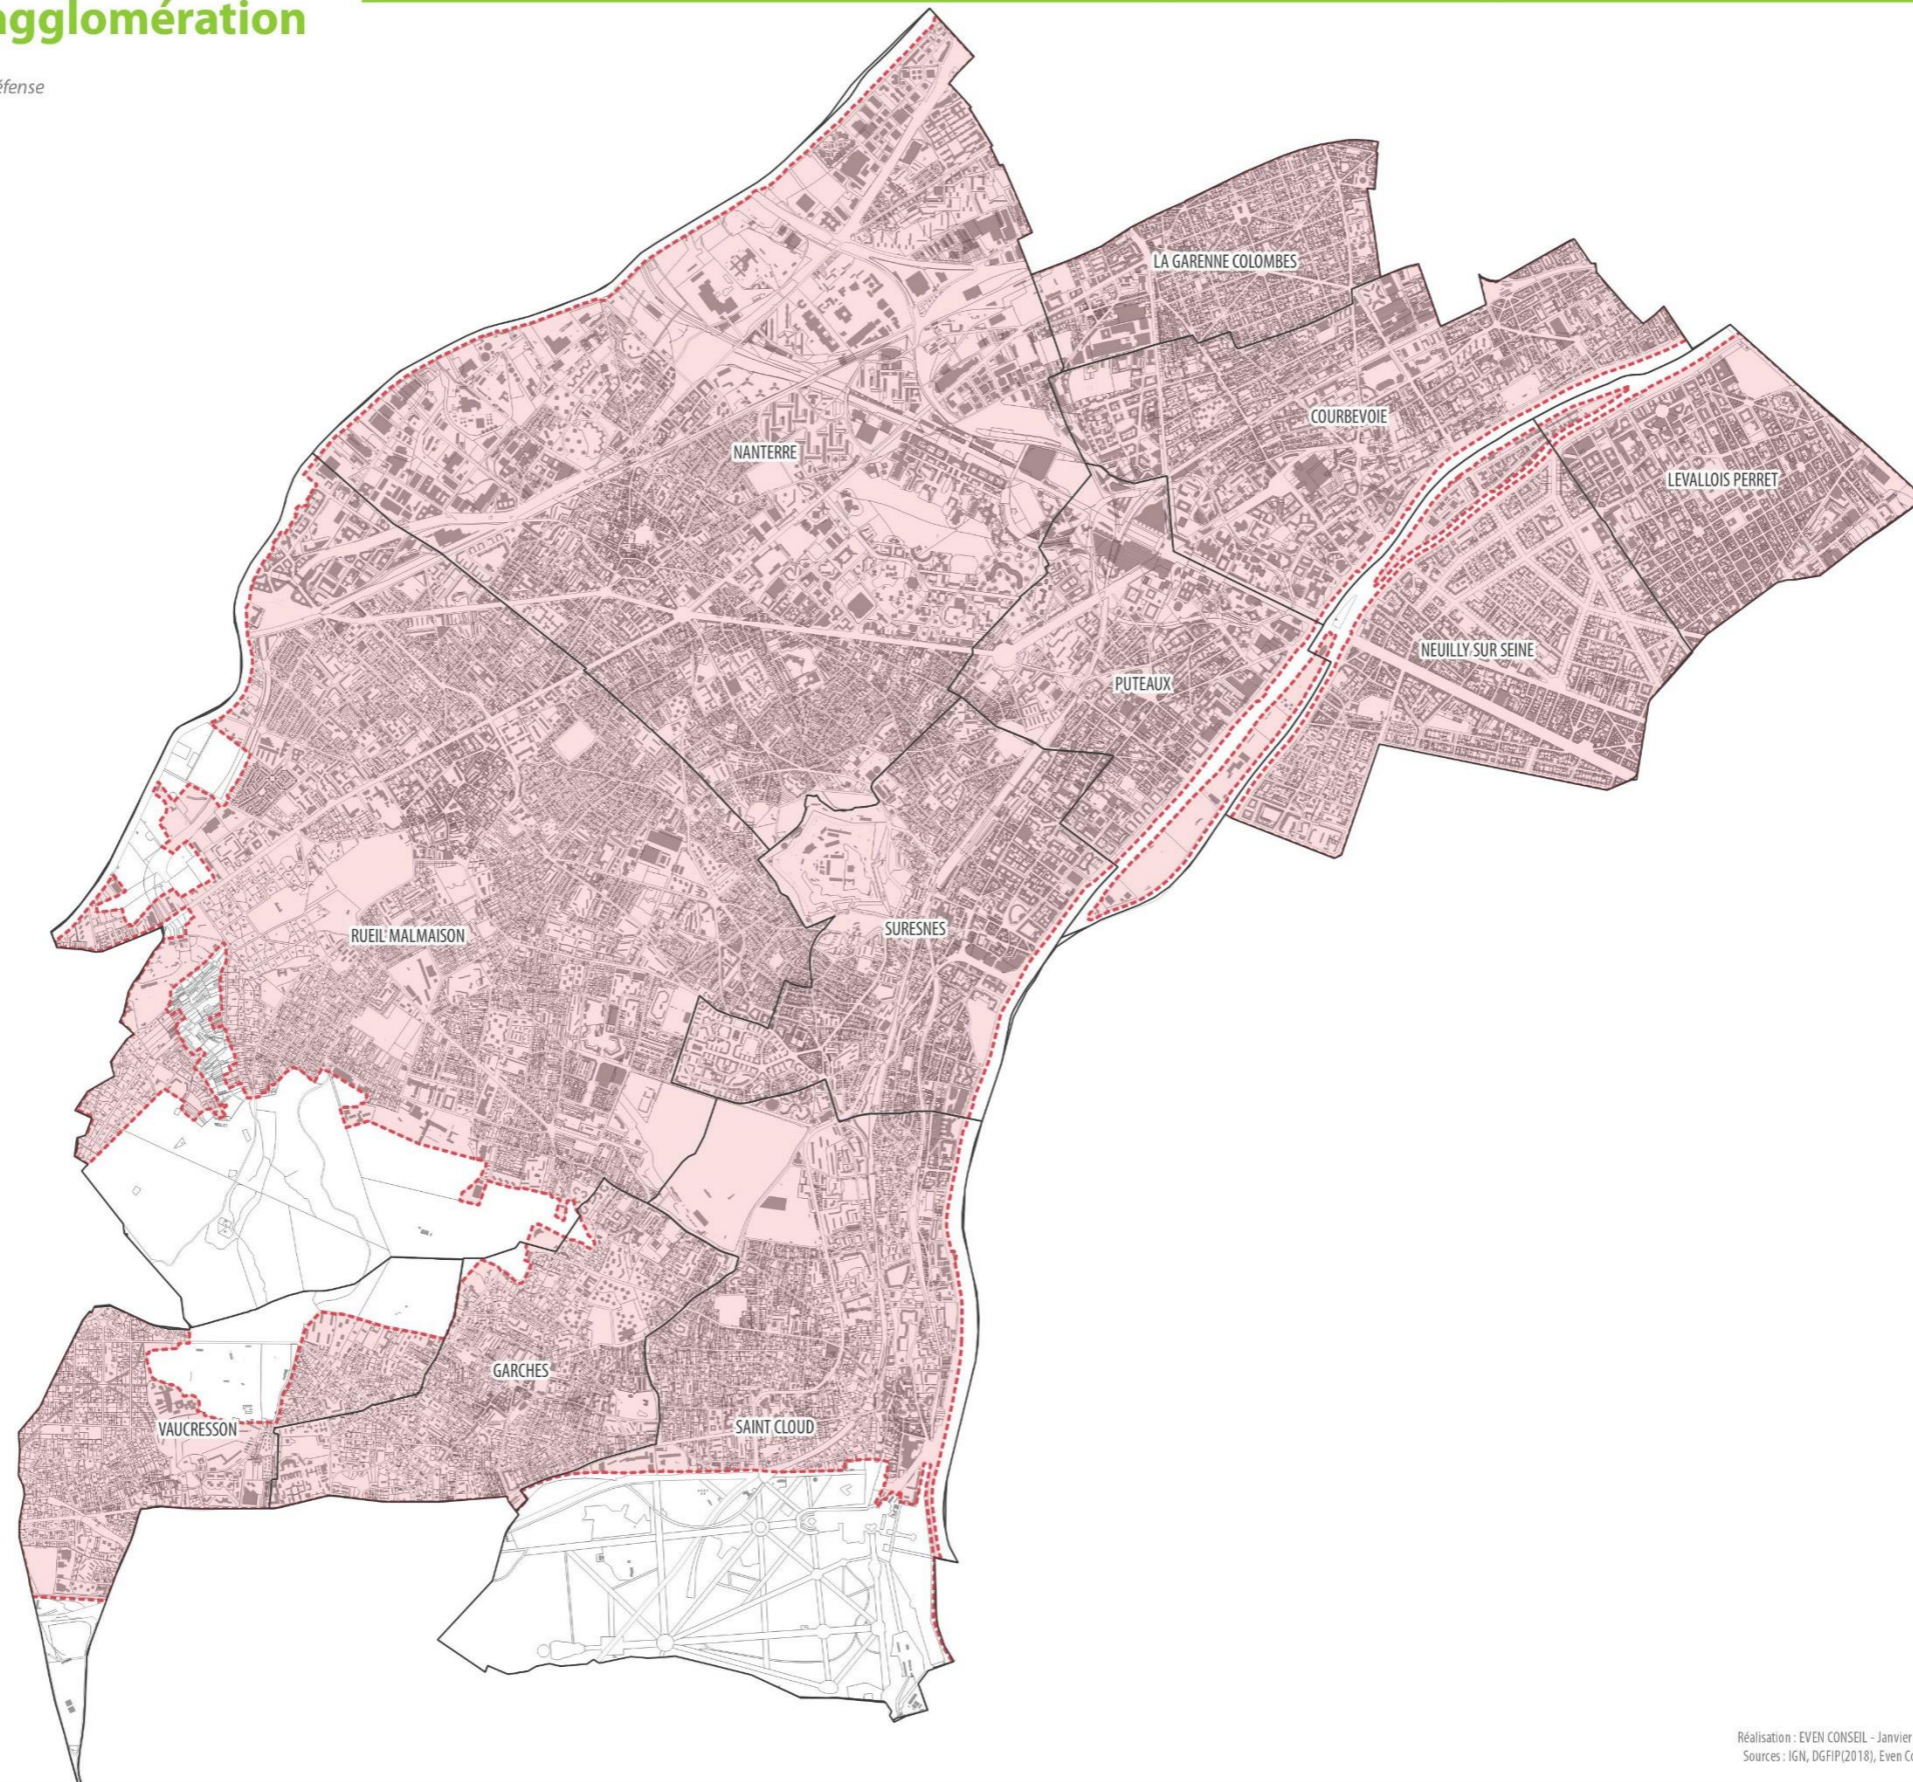 agglomération
éfense
LA GARENNE COLOMBES
COURBEVOIE
NANTERRE
LEVALLOIS PERRET
NEUILLY SUR SEINE
PUTEAUX
SURESNES
RUEIL MALMAISON
GARCHES
SAINT CLOUD
VAUCRESSON
Réalisation : EVEN CONSEIL - Janvier
Sources : IGN, DGFIP(2018), Even Co